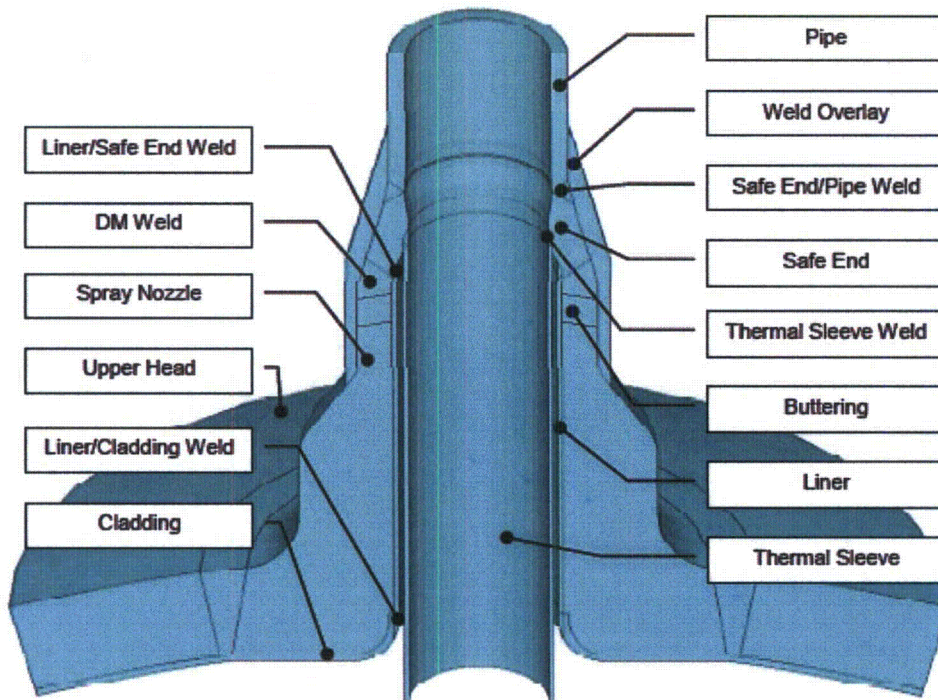 Liner/Safe End Weld
DM Weld
Spray Nozzle
Upper Head
Liner/Cladding Weld
Cladding
Pipe
Weld Overlay
Safe End/Pipe Weld
Safe End
Thermal Sleeve Weld
Buttering
Liner
Thermal Sleeve